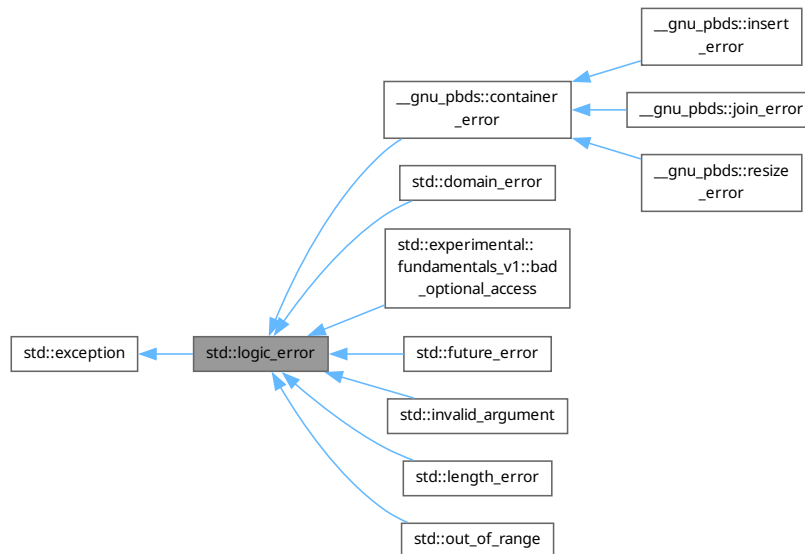 __gnu_pbds::insert
_error
__gnu_pbds::container
_error
__gnu_pbds::join_error
__gnu_pbds::resize
_error
std::domain_error
std::experimental::
fundamentals_v1::bad
_optional_access
std::exception
std::logic_error
std::future_error
std::invalid_argument
std::length_error
std::out_of_range